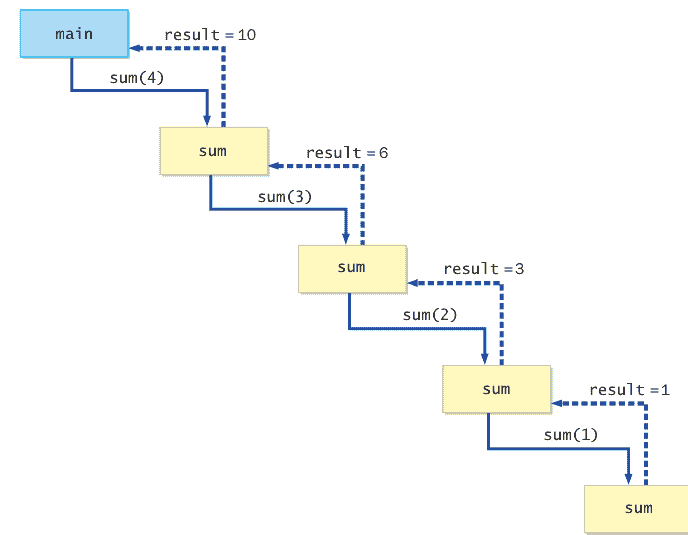 main
result = 10
sum(4)
sum
result = 6
sum(3)
sum
result = 3
sum(2)
sum
result = 1
sum(1)
sum